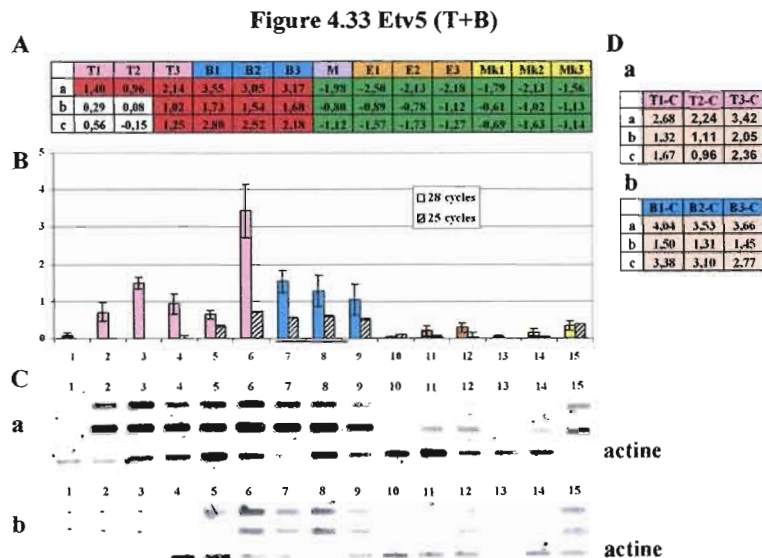 Figure 4.33 Etv5 (T+B)
A
T1 T2 T3 B1 B2 B3 M E1 E2 E3 Mk1 Mk2 Mk3
a 1,40 0,96 2,14 3,55 3,05 3,17 -1,98 -2,50 -2,13 -2,18 -1,79 -2,13 -1,56
b 0,29 0,08 1,02 1,73 1,54 1,68 -0,80 -0,89 -0,78 -1,12 -0,61 -1,02 -1,13
c 0,56 -0,15 1,25 2,80 2,52 2,18 -1,12 -1,57 -1,73 -1,27 -0,69 -1,63 -1,14
D
a
T1-C T2-C T3-C
a 2,68 2,24 3,42
b 1,32 1,11 2,05
c 1,67 0,96 2,36
b
B1-C B2-C B3-C
a 4,04 3,53 3,66
b 1,50 1,31 1,45
c 3,38 3,10 2,77
B
5
4
3
2
1
0
28 cycles
25 cycles
1 2 3 4 5 6 7 8 9 10 11 12 13 14 15
C
1 2 3 4 5 6 7 8 9 10 11 12 13 14 15
a
actine
1 2 3 4 5 6 7 8 9 10 11 12 13 14 15
b
actine